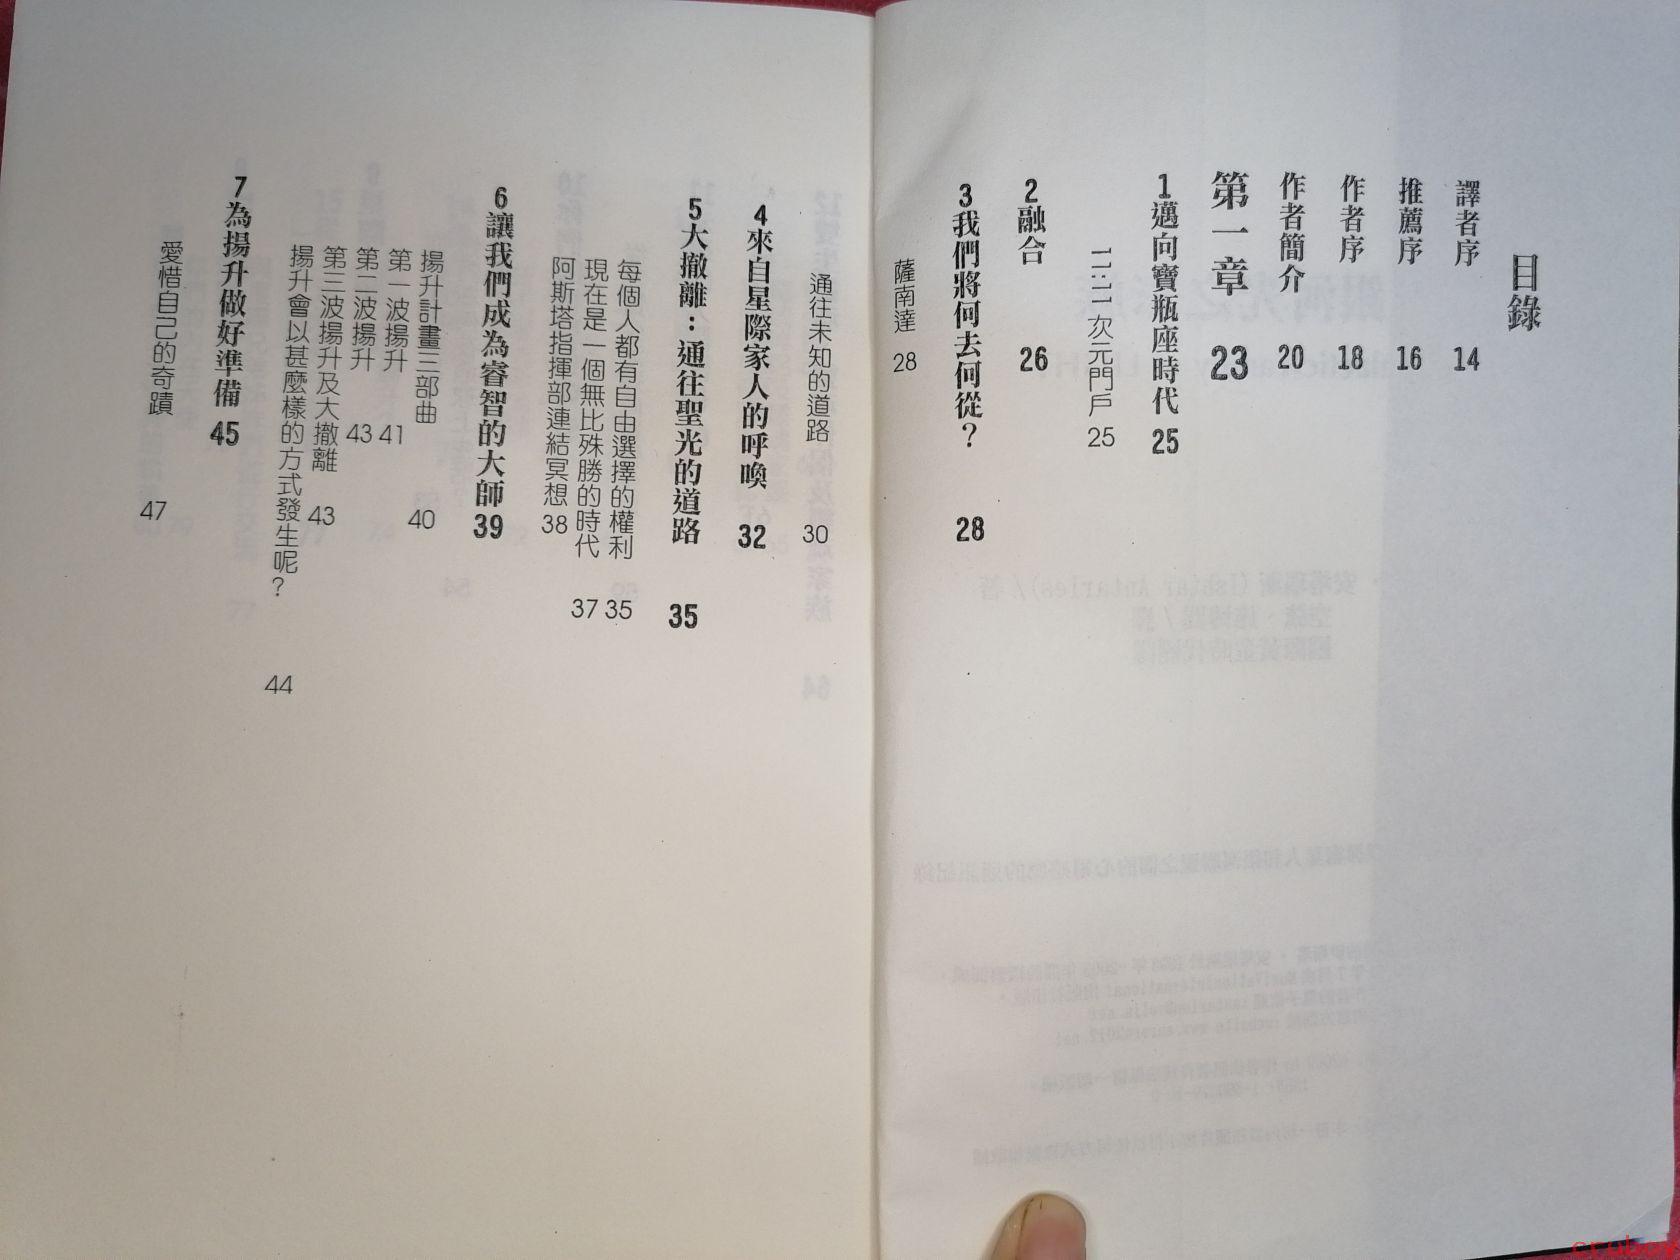 目錄
譯者序 14
推薦序 16
作者序 18
作者簡介 20
第一章 23
1邁向寶瓶座時代 25
11:11次元門戶 25
2融合 26
3我們將何去何從？ 28
薩南達 28
通往未知的道路 30
4來自星際家人的呼喚 32
5大撤離：通往聖光的道路 35
每個人都有自由選擇的權利 35
現在是一個無比殊勝的時代 37
阿斯塔指揮部連結冥想 38
6讓我們成為睿智的大師 39
揚升計畫三部曲 40
第一波揚升 41
第二波揚升 43
第三波揚升及大撤離 43
揚升會以甚麼樣的方式發生呢？ 44
7為揚升做好準備 45
愛惜自己的奇蹟 47